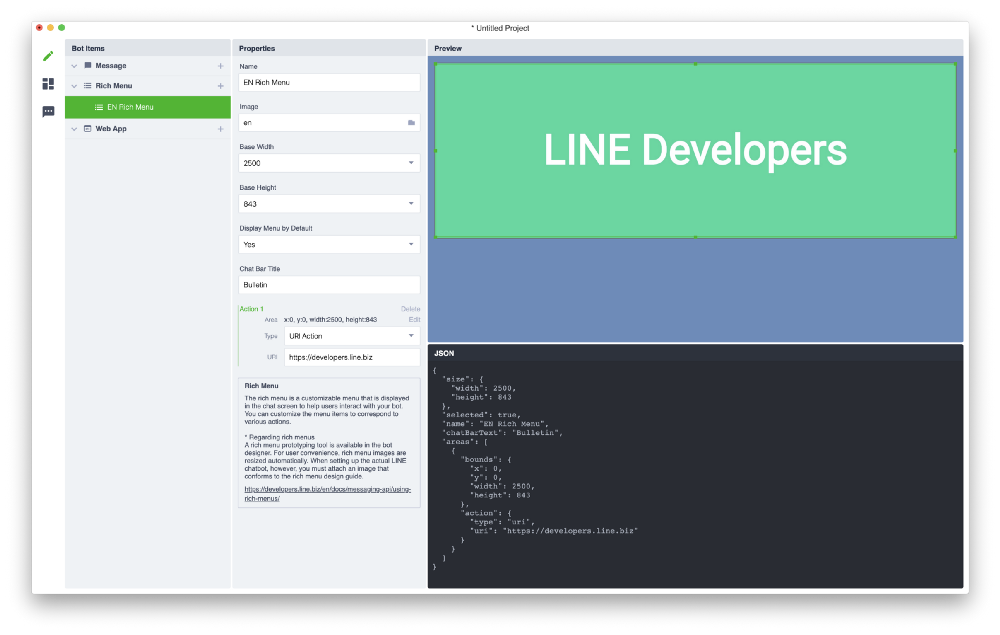 * Untitled Project
Bot Items
Message
Rich Menu
EN Rich Menu
Web App
Properties
Name
EN Rich Menu
Image
en
Base Width
2500
Base Height
843
Display Menu by Default
Yes
Chat Bar Title
Bulletin
Action 1 Delete
Area x:0, y:0, width:2500, height:843 Edit
Type URI Action
URI https://developers.line.biz
Rich Menu
The rich menu is a customizable menu that is displayed
in the chat screen to help users interact with your bot.
You can customize the menu items to correspond to
various actions.
* Regarding rich menus
A rich menu prototyping tool is available in the bot
designer. For user convenience, rich menu images are
resized automatically. When setting up the actual LINE
chatbot, however, you must attach an image that
conforms to the rich menu design guide.
https://developers.line.biz/en/docs/messaging-api/using-
rich-menus/
Preview
LINE Developers
JSON
{
"size": {
"width": 2500,
"height": 843
},
"selected": true,
"name": "EN Rich Menu",
"chatBarText": "Bulletin",
"areas": [
{
"bounds": {
"x": 0,
"y": 0,
"width": 2500,
"height": 843
},
"action": {
"type": "uri",
"uri": "https://developers.line.biz"
}
}
]
}